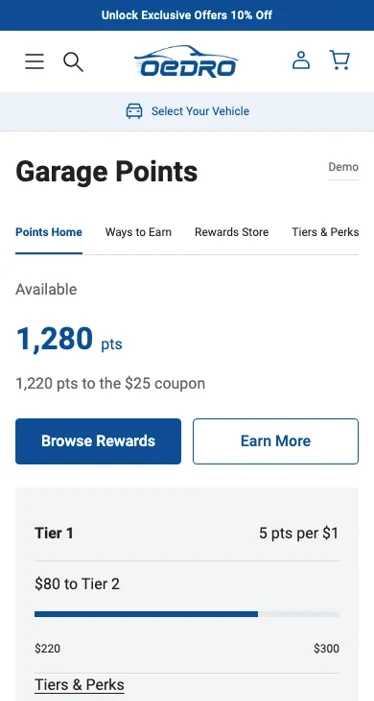 Unlock Exclusive Offers 10% Off
OEDRO
Select Your Vehicle
Garage Points
Demo
Points Home
Ways to Earn
Rewards Store
Tiers & Perks
Available
1,280 pts
1,220 pts to the $25 coupon
Browse Rewards
Earn More
Tier 1
5 pts per $1
$80 to Tier 2
$220
$300
Tiers & Perks